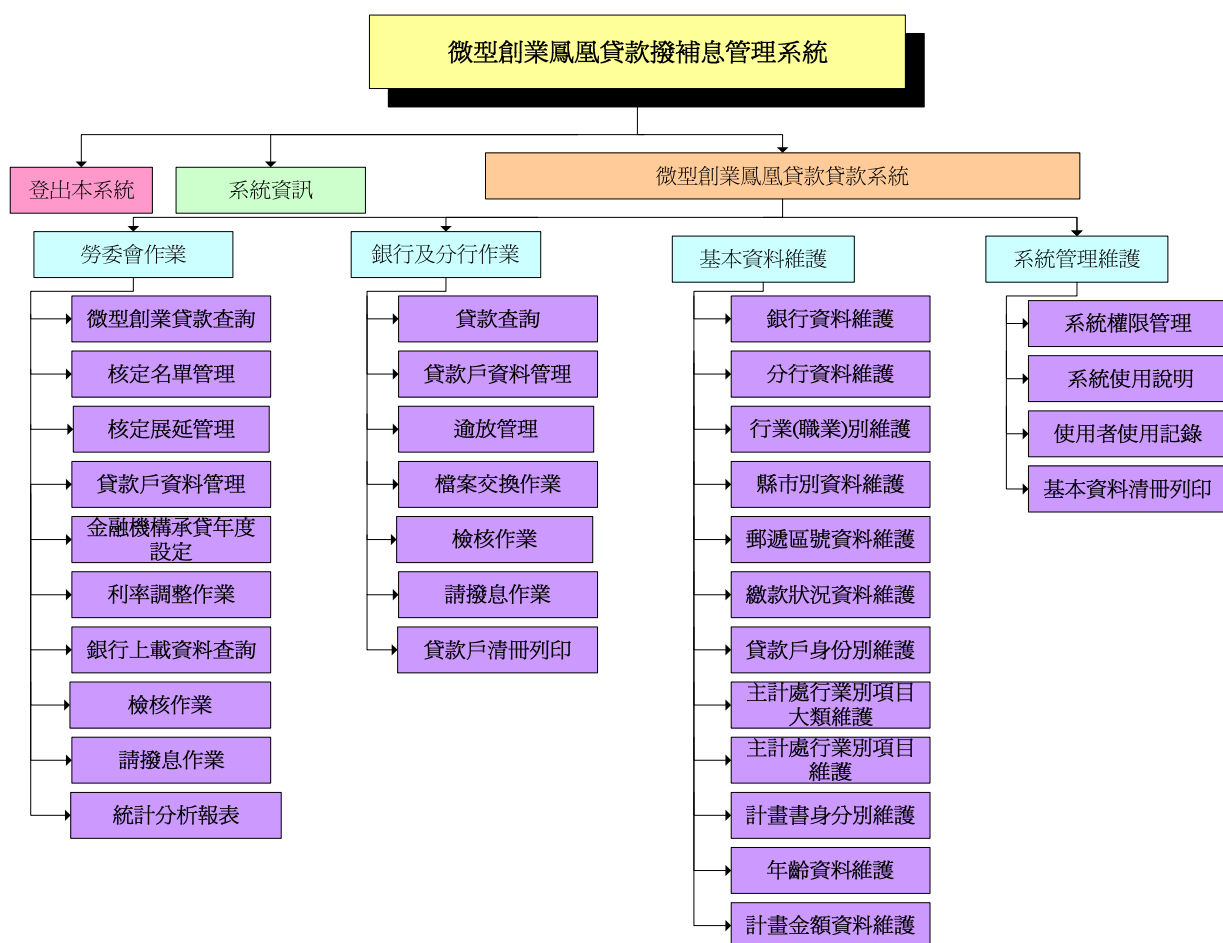 微型創業鳳凰貸款撥補息管理系統
登出本系統
系統資訊
微型創業鳳凰貸款貸款系統
勞委會作業
微型創業貸款查詢
核定名單管理
核定展延管理
貸款戶資料管理
金融機構承貸年度
設定
利率調整作業
銀行上載資料查詢
檢核作業
請撥息作業
統計分析報表
銀行及分行作業
貸款查詢
貸款戶資料管理
逾放管理
檔案交換作業
檢核作業
請撥息作業
貸款戶清冊列印
基本資料維護
銀行資料維護
分行資料維護
行業(職業)別維護
縣市別資料維護
郵遞區號資料維護
繳款狀況資料維護
貸款戶身份別維護
主計處行業別項目
大類維護
主計處行業別項目
維護
計畫書身分別維護
年齡資料維護
計畫金額資料維護
系統管理維護
系統權限管理
系統使用說明
使用者使用記錄
基本資料清冊列印